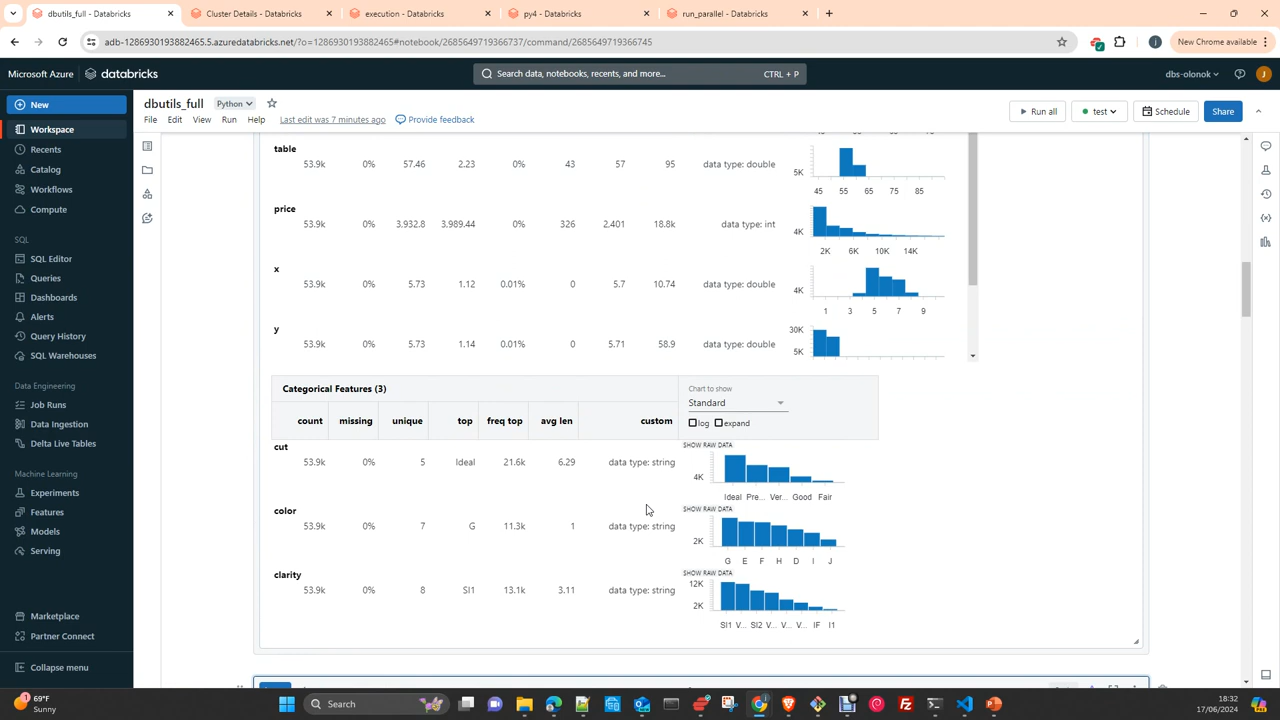 dbutils_full - Databricks
Cluster Details - Databricks
execution - Databricks
py4 - Databricks
run_parallel - Databricks
adb-1286930193882465.5.azuredatabricks.net/?o=1286930193882465#notebook/2685649719366737/command/2685649719366745
New Chrome available
Microsoft Azure
databricks
Search data, notebooks, recents, and more...
CTRL + P
dbs-olonok
J
New
Workspace
Recents
Catalog
Workflows
Compute
SQL
SQL Editor
Queries
Dashboards
Alerts
Query History
SQL Warehouses
Data Engineering
Job Runs
Data Ingestion
Delta Live Tables
Machine Learning
Experiments
Features
Models
Serving
Marketplace
Partner Connect
Collapse menu
dbutils_full
Python
File Edit View Run Help
Last edit was 7 minutes ago
Provide feedback
Run all
test
Schedule
Share
table
53.9k 0% 57.46 2.23 0% 43 57 95 data type: double
5K
45 55 65 75 85
price
53.9k 0% 3,932.8 3,989.44 0% 326 2,401 18.8k data type: int
4K
2K 6K 10K 14K
x
53.9k 0% 5.73 1.12 0.01% 0 5.7 10.74 data type: double
4K
1 3 5 7 9
y
53.9k 0% 5.73 1.14 0.01% 0 5.71 58.9 data type: double
30K
5K
Categorical Features (3)
Chart to show
Standard
log expand
count missing unique top freq top avg len custom
cut
53.9k 0% 5 Ideal 21.6k 6.29 data type: string
SHOW RAW DATA
4K
Ideal Pre... Ver... Good Fair
color
53.9k 0% 7 G 11.3k 1 data type: string
SHOW RAW DATA
2K
G E F H D I J
clarity
53.9k 0% 8 SI1 13.1k 3.11 data type: string
SHOW RAW DATA
12K
2K
SI1 V... SI2 V... V... V... IF I1
69°F
Sunny
Search
18:32
17/06/2024